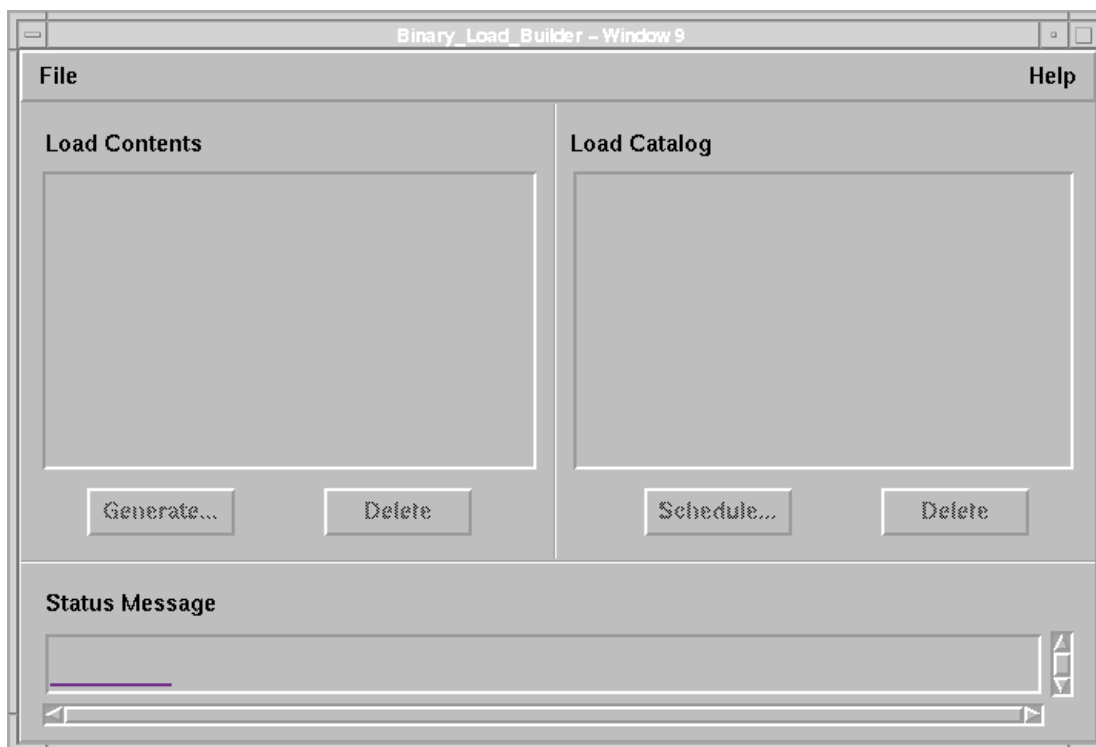 Binary_Load_Builder – Window 9
File Help
Load Contents Load Catalog
Generate... Delete Schedule... Delete
Status Message